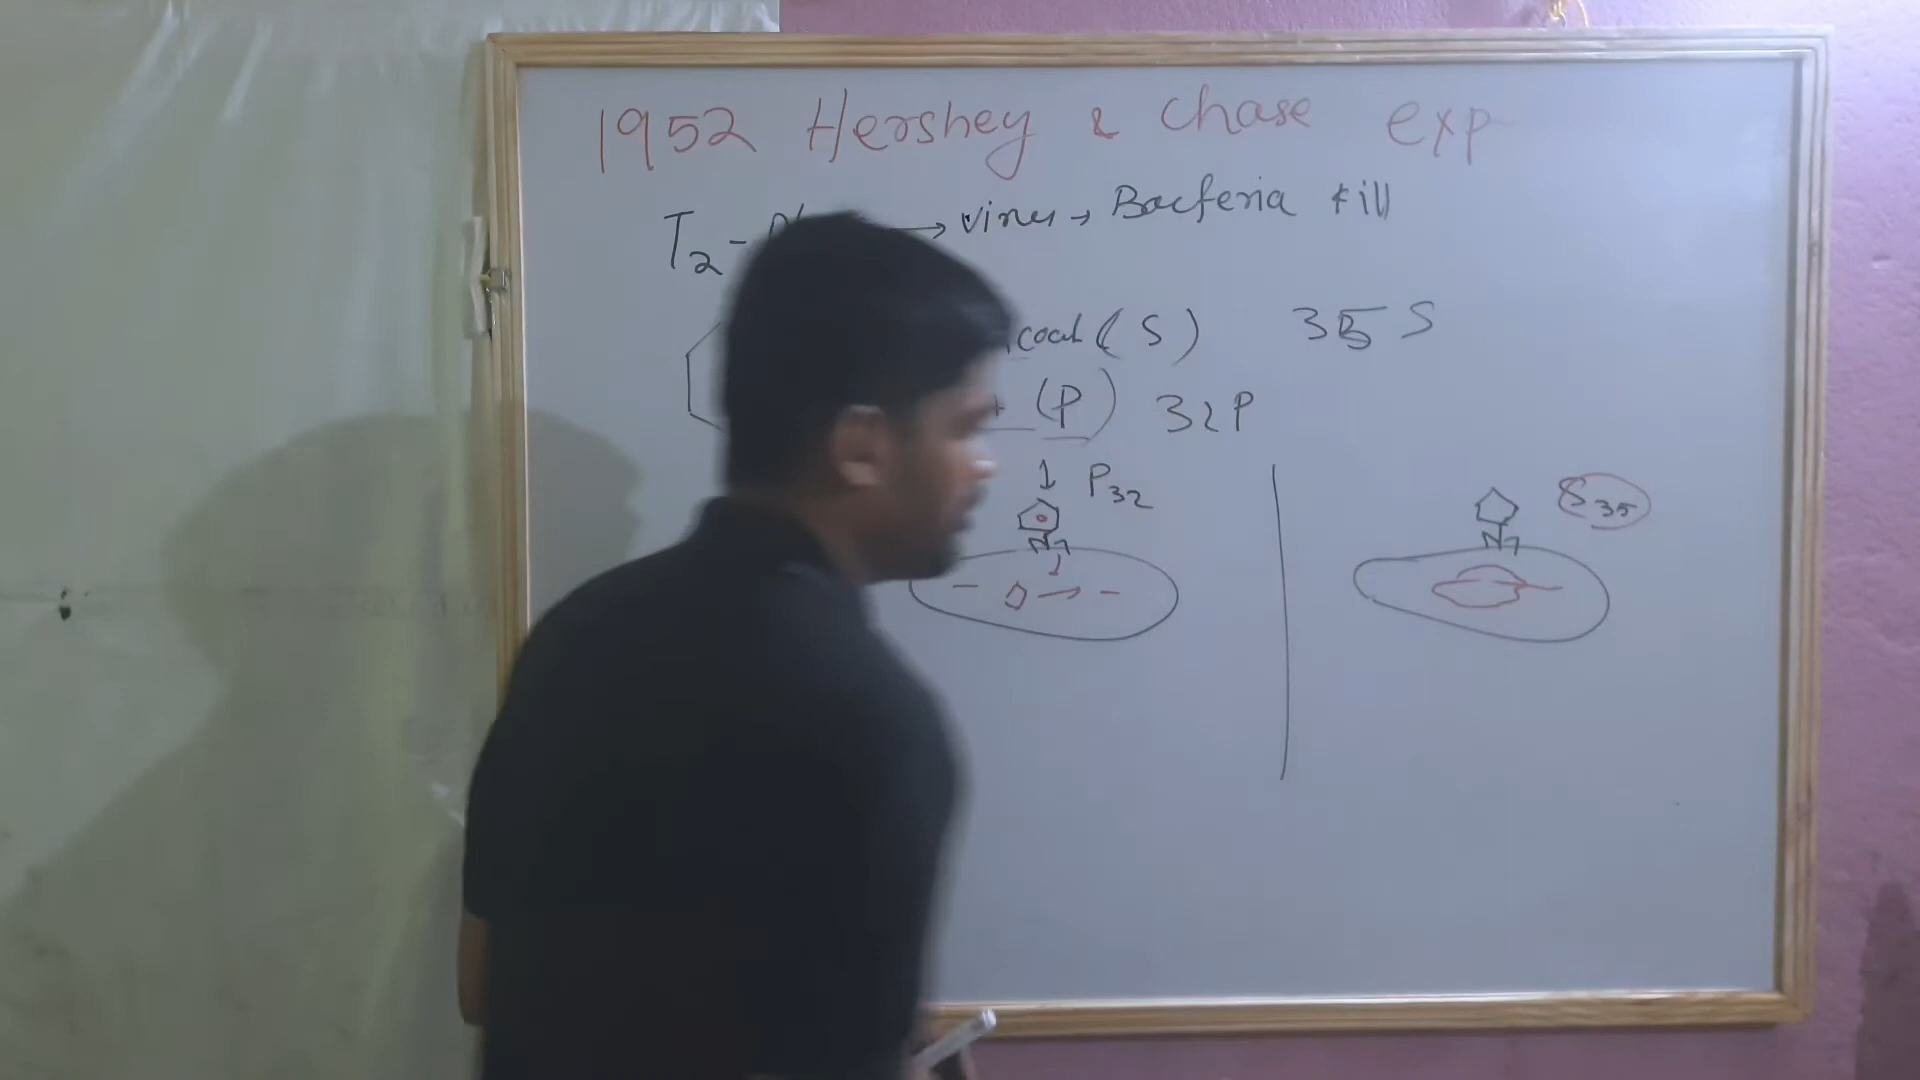 1952 Hershey & Chase exp
T2 - → virus → Bacteria kill
coat (S) 35 S
(P) 32P
P32
S35